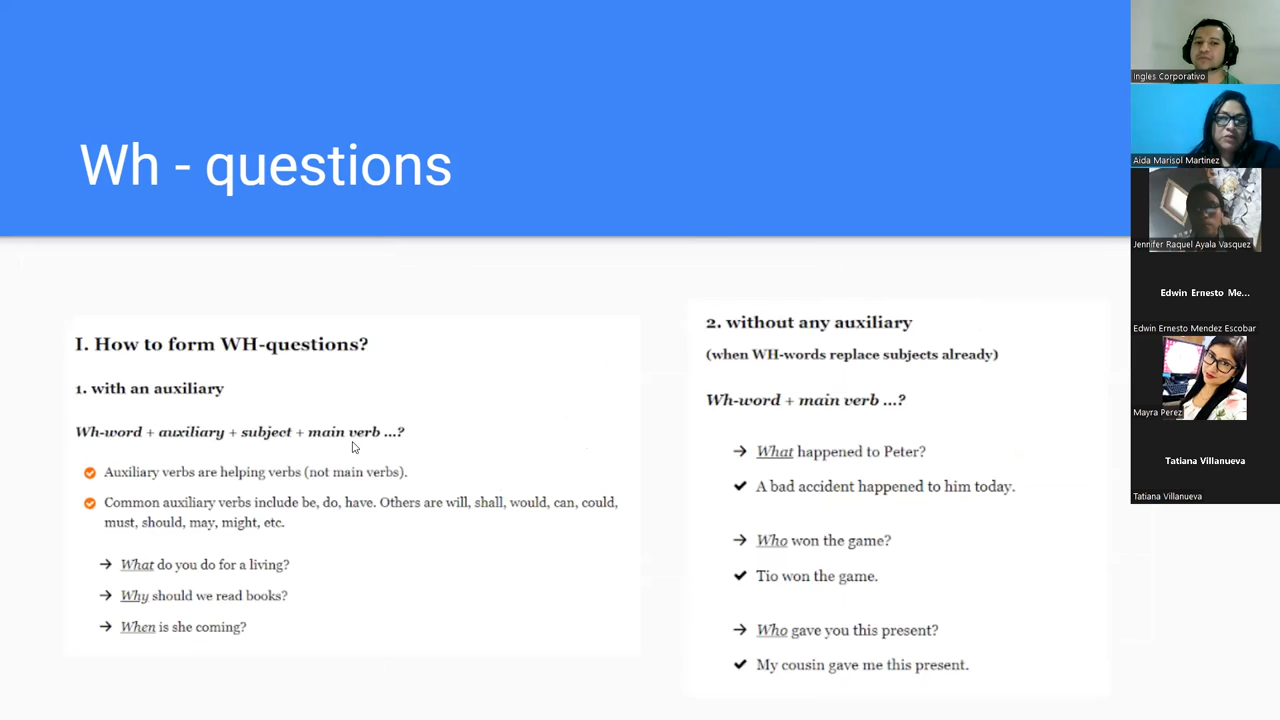 Wh - questions
I. How to form WH-questions?
1. with an auxiliary
Wh-word + auxiliary + subject + main verb ...?
Auxiliary verbs are helping verbs (not main verbs).
Common auxiliary verbs include be, do, have. Others are will, shall, would, can, could,
must, should, may, might, etc.
What do you do for a living?
Why should we read books?
When is she coming?
2. without any auxiliary
(when WH-words replace subjects already)
Wh-word + main verb ...?
What happened to Peter?
A bad accident happened to him today.
Who won the game?
Tio won the game.
Who gave you this present?
My cousin gave me this present.
Ingles Corporativo
Aida Marisol Martinez
Jennifer Raquel Ayala Vasquez
Edwin Ernesto Me...
Edwin Ernesto Mendez Escobar
Mayra Perez
Tatiana Villanueva
Tatiana Villanueva